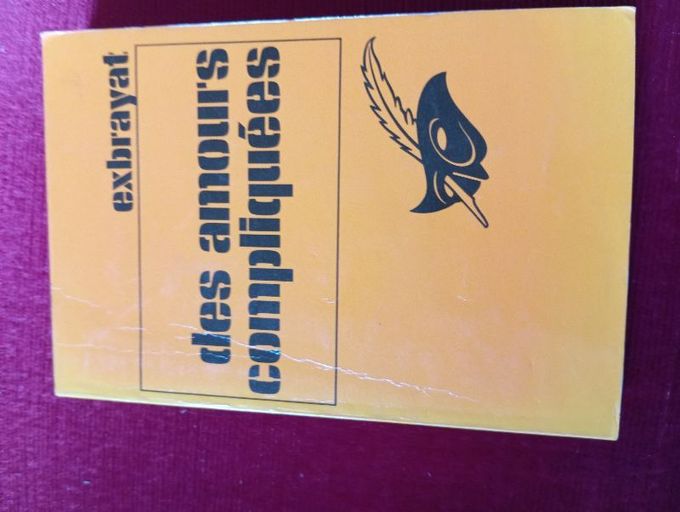 exbrayat
des amours
compliquées